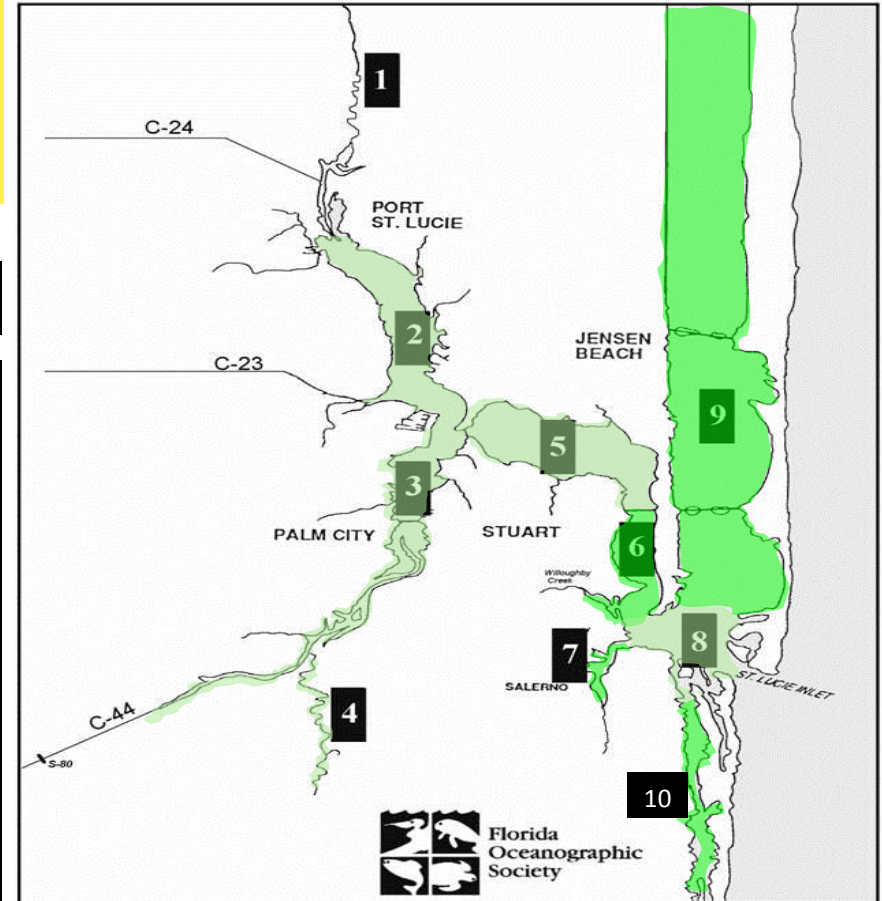 1
C-24
PORT
ST. LUCIE
2
JENSEN
BEACH
C-23
9
5
3
PALM CITY
STUART
6
Willoughby
Creek
7
8
SALERNO
ST. LUCIE INLET
4
C-44
S-80
10
Florida
Oceanographic
Society